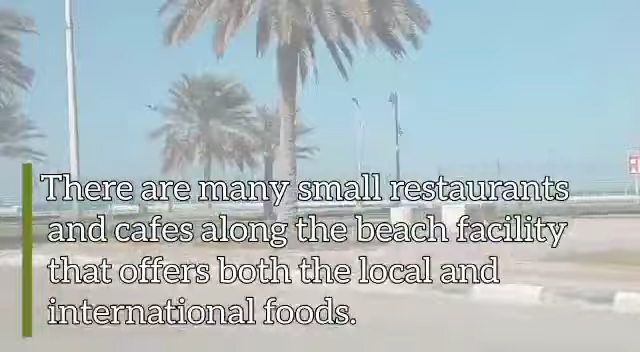 There are many small restaurants
and cafes along the beach facility
that offers both the local and
international foods.